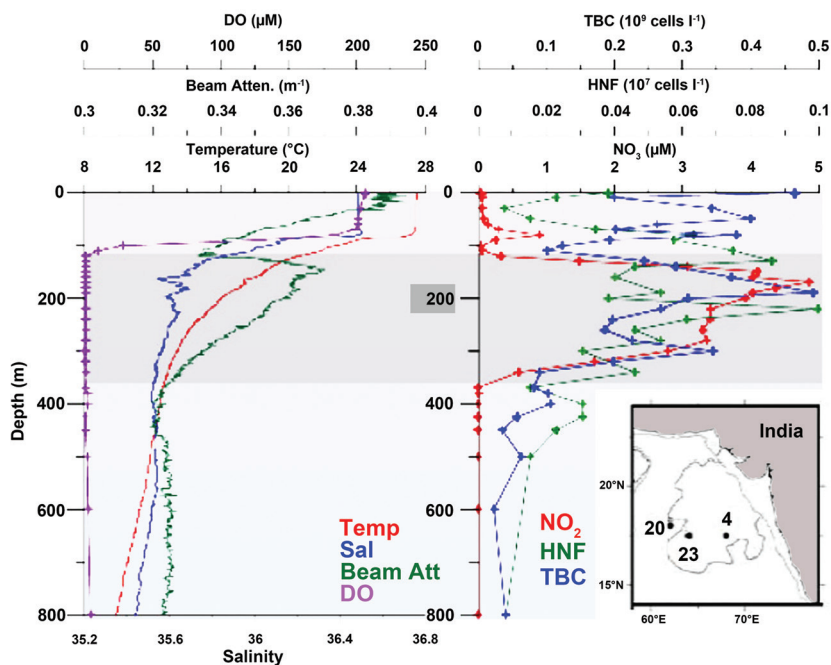 DO (µM)
0 50 100 150 200 250
Beam Atten. (m⁻¹)
0.3 0.32 0.34 0.36 0.38 0.4
Temperature (°C)
8 12 16 20 24 28
TBC (10⁹ cells l⁻¹)
0 0.1 0.2 0.3 0.4 0.5
HNF (10⁷ cells l⁻¹)
0 0.02 0.04 0.06 0.08 0.1
NO₃ (µM)
0 1 2 3 4 5
Depth (m)
0
200
400
600
800
Temp
Sal
Beam Att
DO
35.2 35.6 36 36.4 36.8
Salinity
0
200
400
600
800
NO₂
HNF
TBC
India
20°N
15°N
20
23
4
60°E 70°E